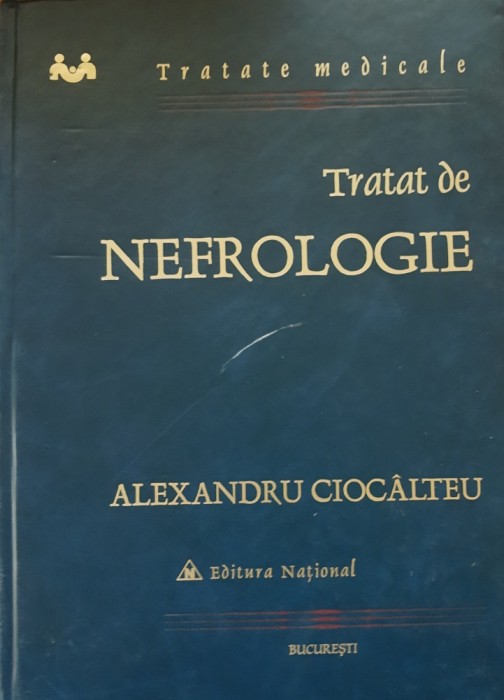 Tratate medicale
Tratat de
NEFROLOGIE
ALEXANDRU CIOCÂLTEU
Editura Național
BUCUREȘTI